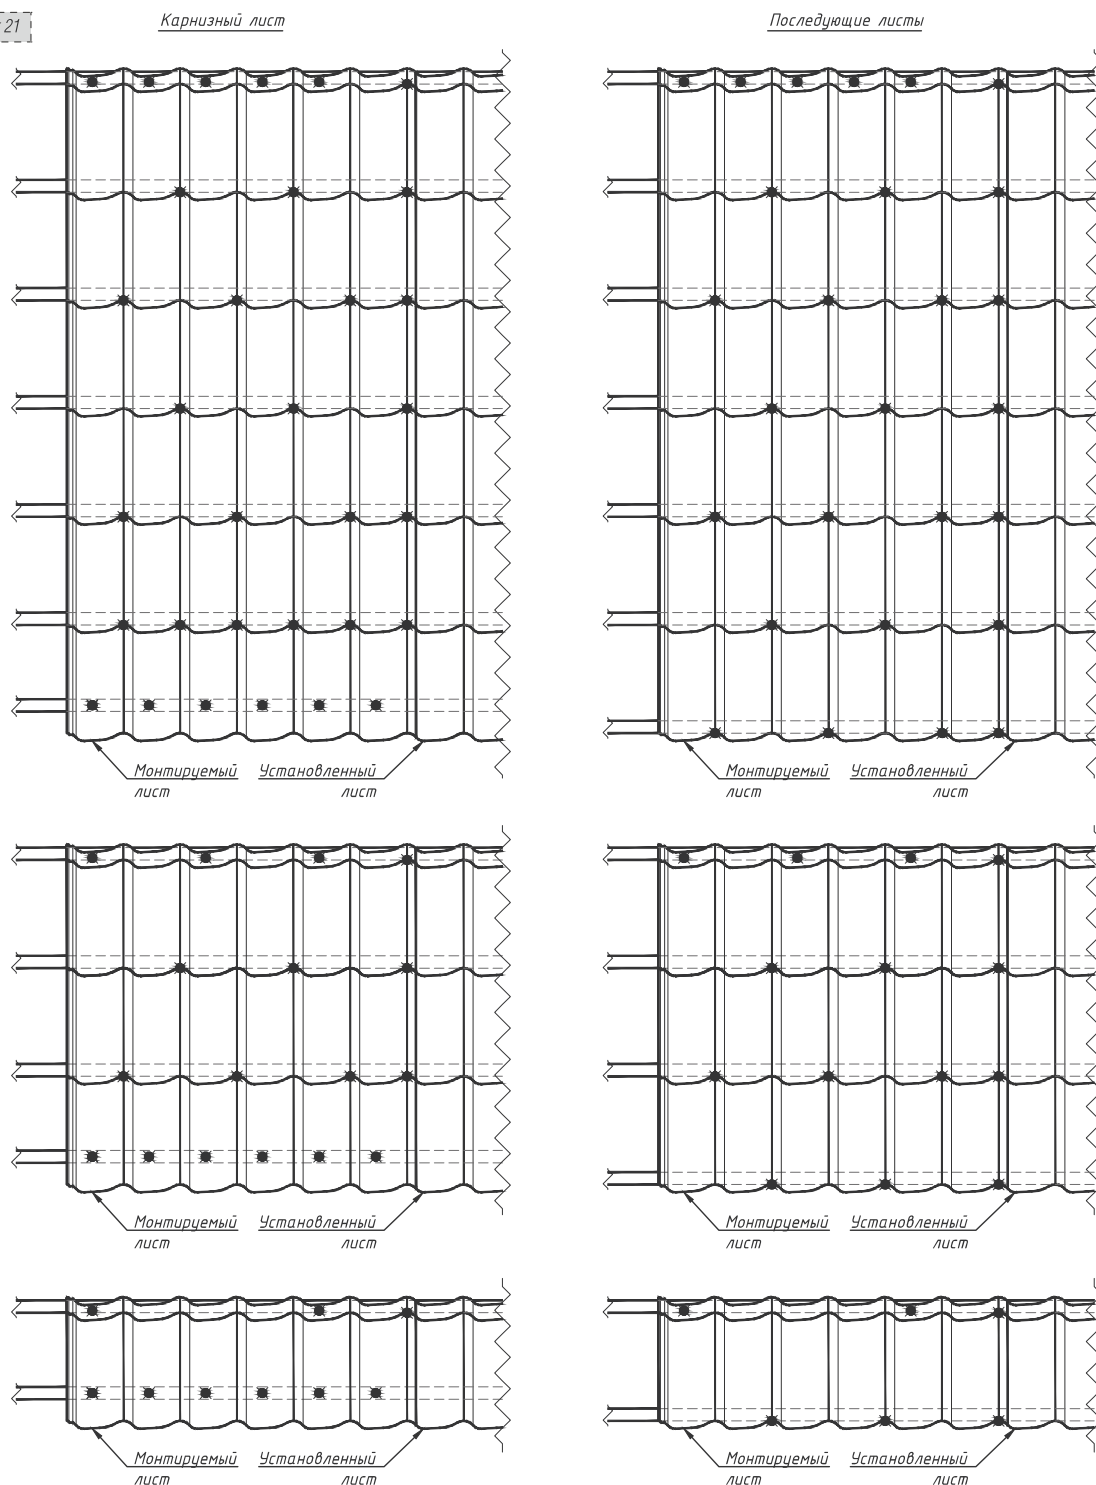 21
Карнизный лист
Последующие листы
Монтируемый
лист
Установленный
лист
Монтируемый
лист
Установленный
лист
Монтируемый
лист
Установленный
лист
Монтируемый
лист
Установленный
лист
Монтируемый
лист
Установленный
лист
Монтируемый
лист
Установленный
лист